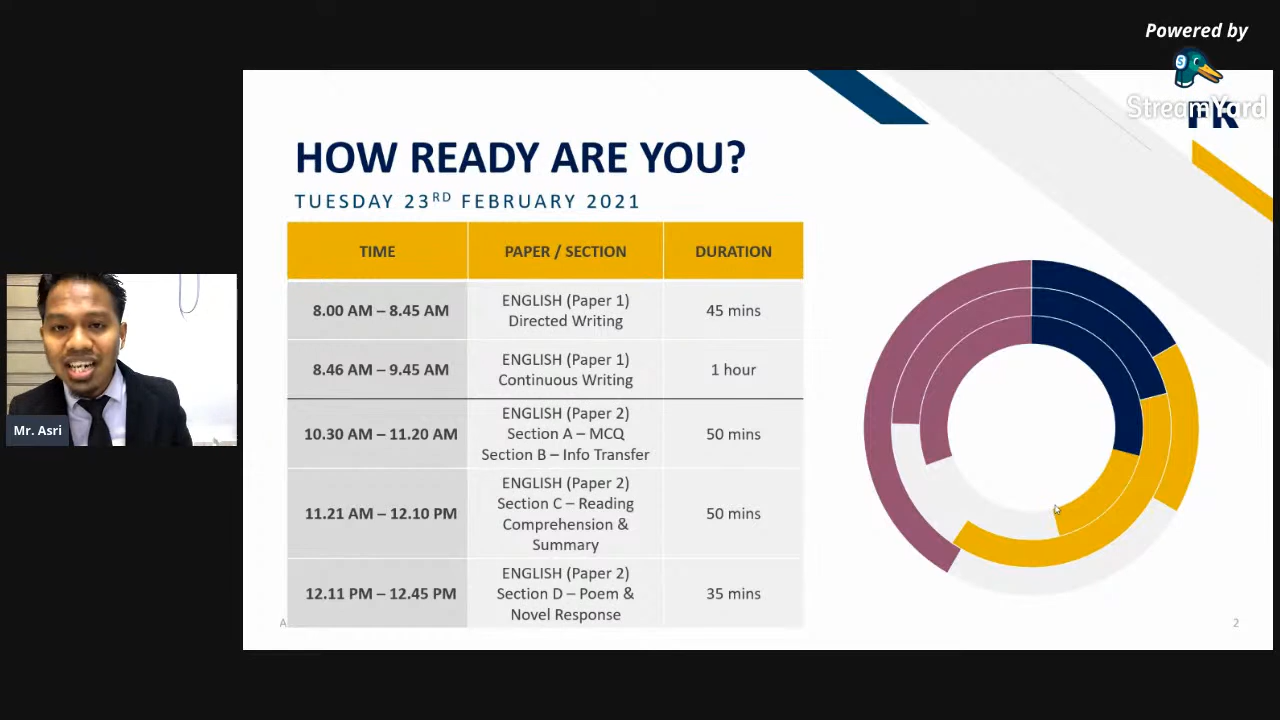 Powered by
StreamYard
FK
HOW READY ARE YOU?
TUESDAY 23RD FEBRUARY 2021
TIME PAPER / SECTION DURATION
8.00 AM – 8.45 AM
ENGLISH (Paper 1)
Directed Writing
45 mins
8.46 AM – 9.45 AM
ENGLISH (Paper 1)
Continuous Writing
1 hour
10.30 AM – 11.20 AM
ENGLISH (Paper 2)
Section A – MCQ
Section B – Info Transfer
50 mins
11.21 AM – 12.10 PM
ENGLISH (Paper 2)
Section C – Reading
Comprehension &
Summary
50 mins
12.11 PM – 12.45 PM
ENGLISH (Paper 2)
Section D – Poem &
Novel Response
35 mins
A
2
Mr. Asri